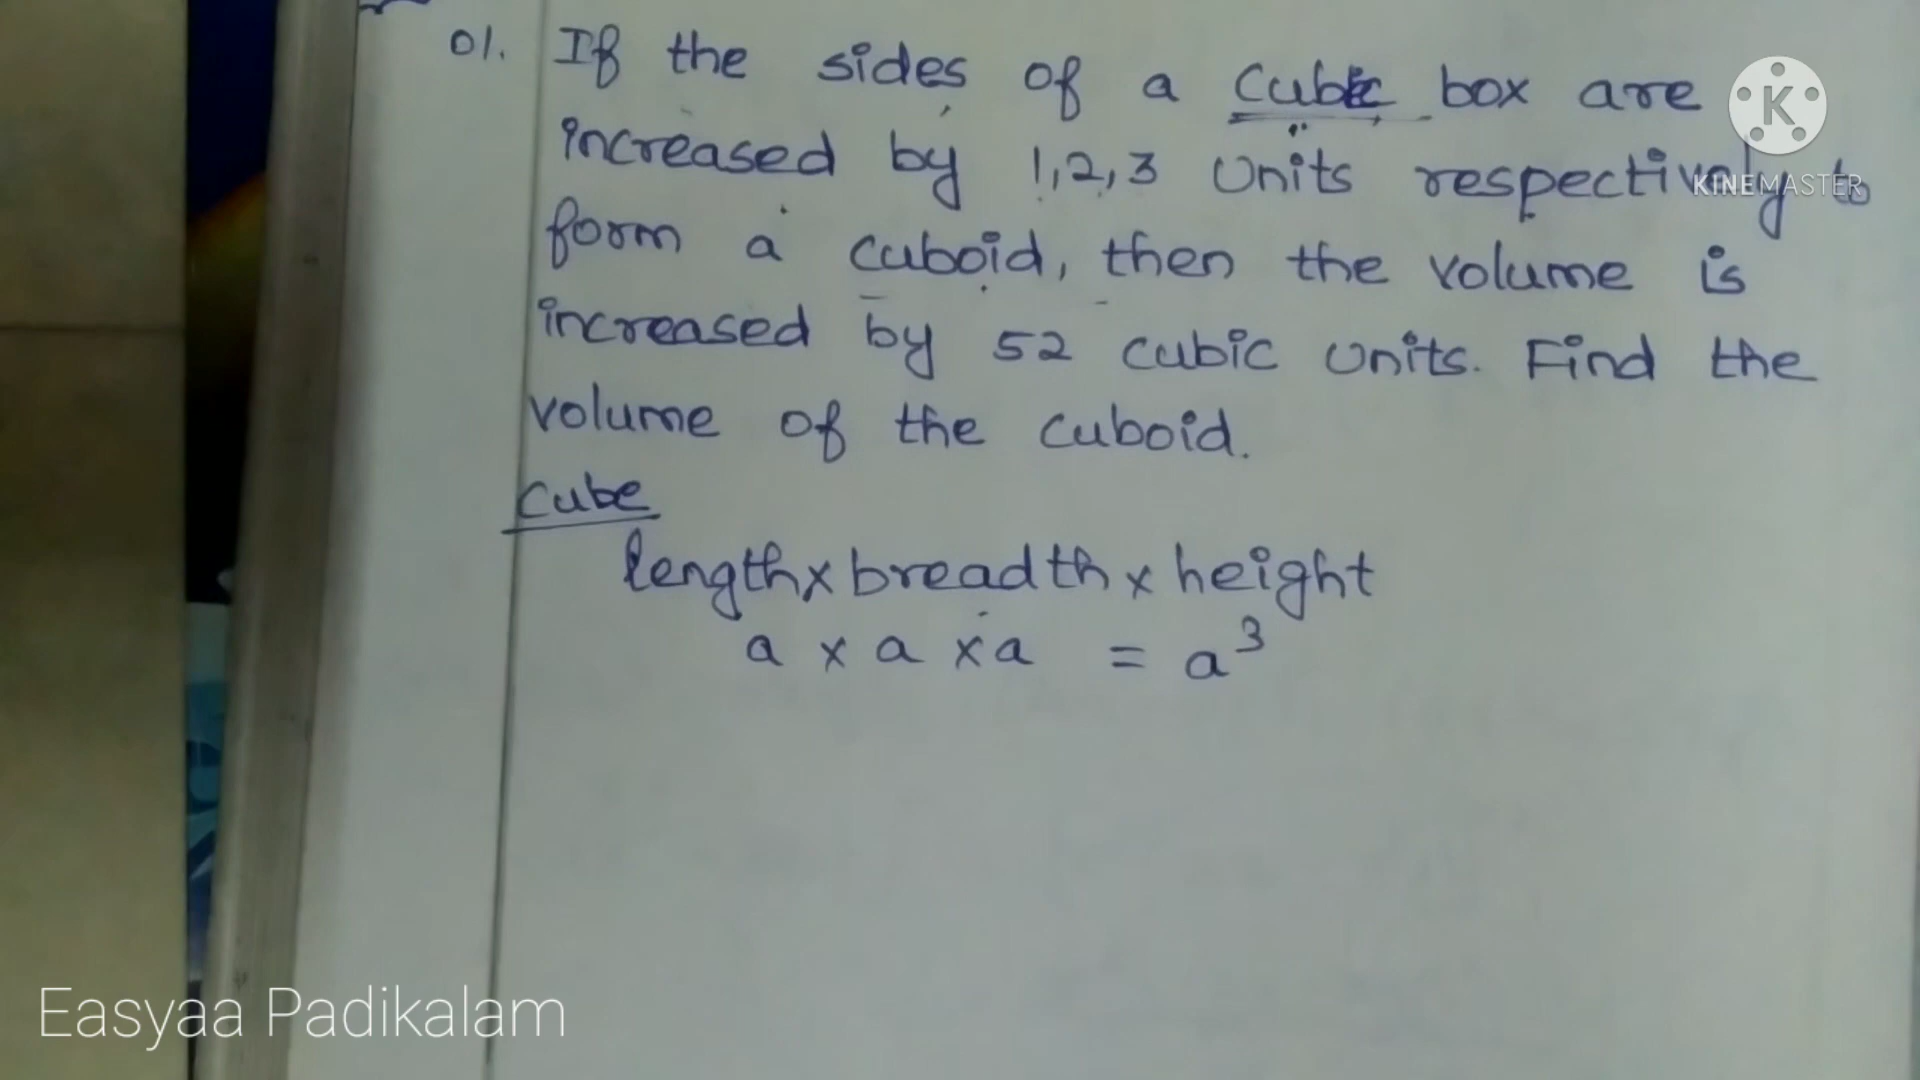 01. If the sides of a cubic box are
increased by 1,2,3 units respectively to
form a cuboid, then the volume is
increased by 52 cubic units. Find the
volume of the cuboid.
Cube
length x breadth x height
a x a x a = a³
K
KINEMASTER
Easyaa Padikalam